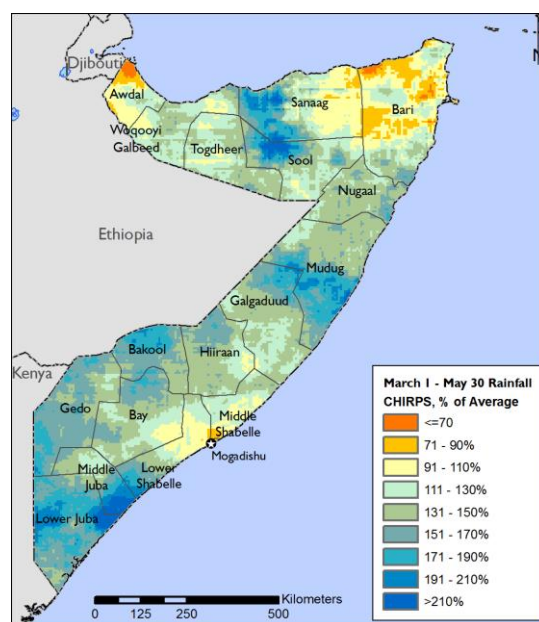 Djibouti
Awdal
Woqooyi
Galbeed
Togdheer
Sanaag
Bari
Sool
Nugaal
Ethiopia
Mudug
Galgaduud
Bakool
Hiiraan
Kenya
Gedo
Bay
Middle
Shabelle
Mogadishu
Middle
Juba
Lower
Shabelle
Lower Juba
March 1 - May 30 Rainfall
CHIRPS, % of Average
<=70
71 - 90%
91 - 110%
111 - 130%
131 - 150%
151 - 170%
171 - 190%
191 - 210%
>210%
Kilometers
0 125 250 500